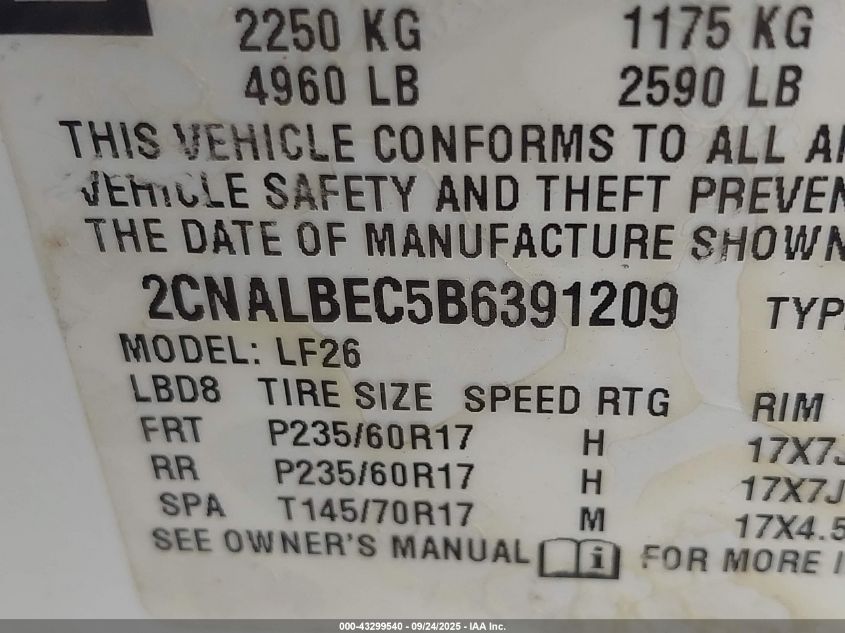 2250 KG 1175 KG
4960 LB 2590 LB
THIS VEHICLE CONFORMS TO ALL
VEHICLE SAFETY AND THEFT PREVEN
THE DATE OF MANUFACTURE SHOWN
2CNALBEC5B6391209 TYP
MODEL: LF26
LBD8 TIRE SIZE SPEED RTG RIM
FRT P235/60R17 H 17X7J
RR P235/60R17 H 17X7J
SPA T145/70R17 M 17X4.5
SEE OWNER'S MANUAL i FOR MORE
000-43299540 - 09/24/2025 - IAA Inc.